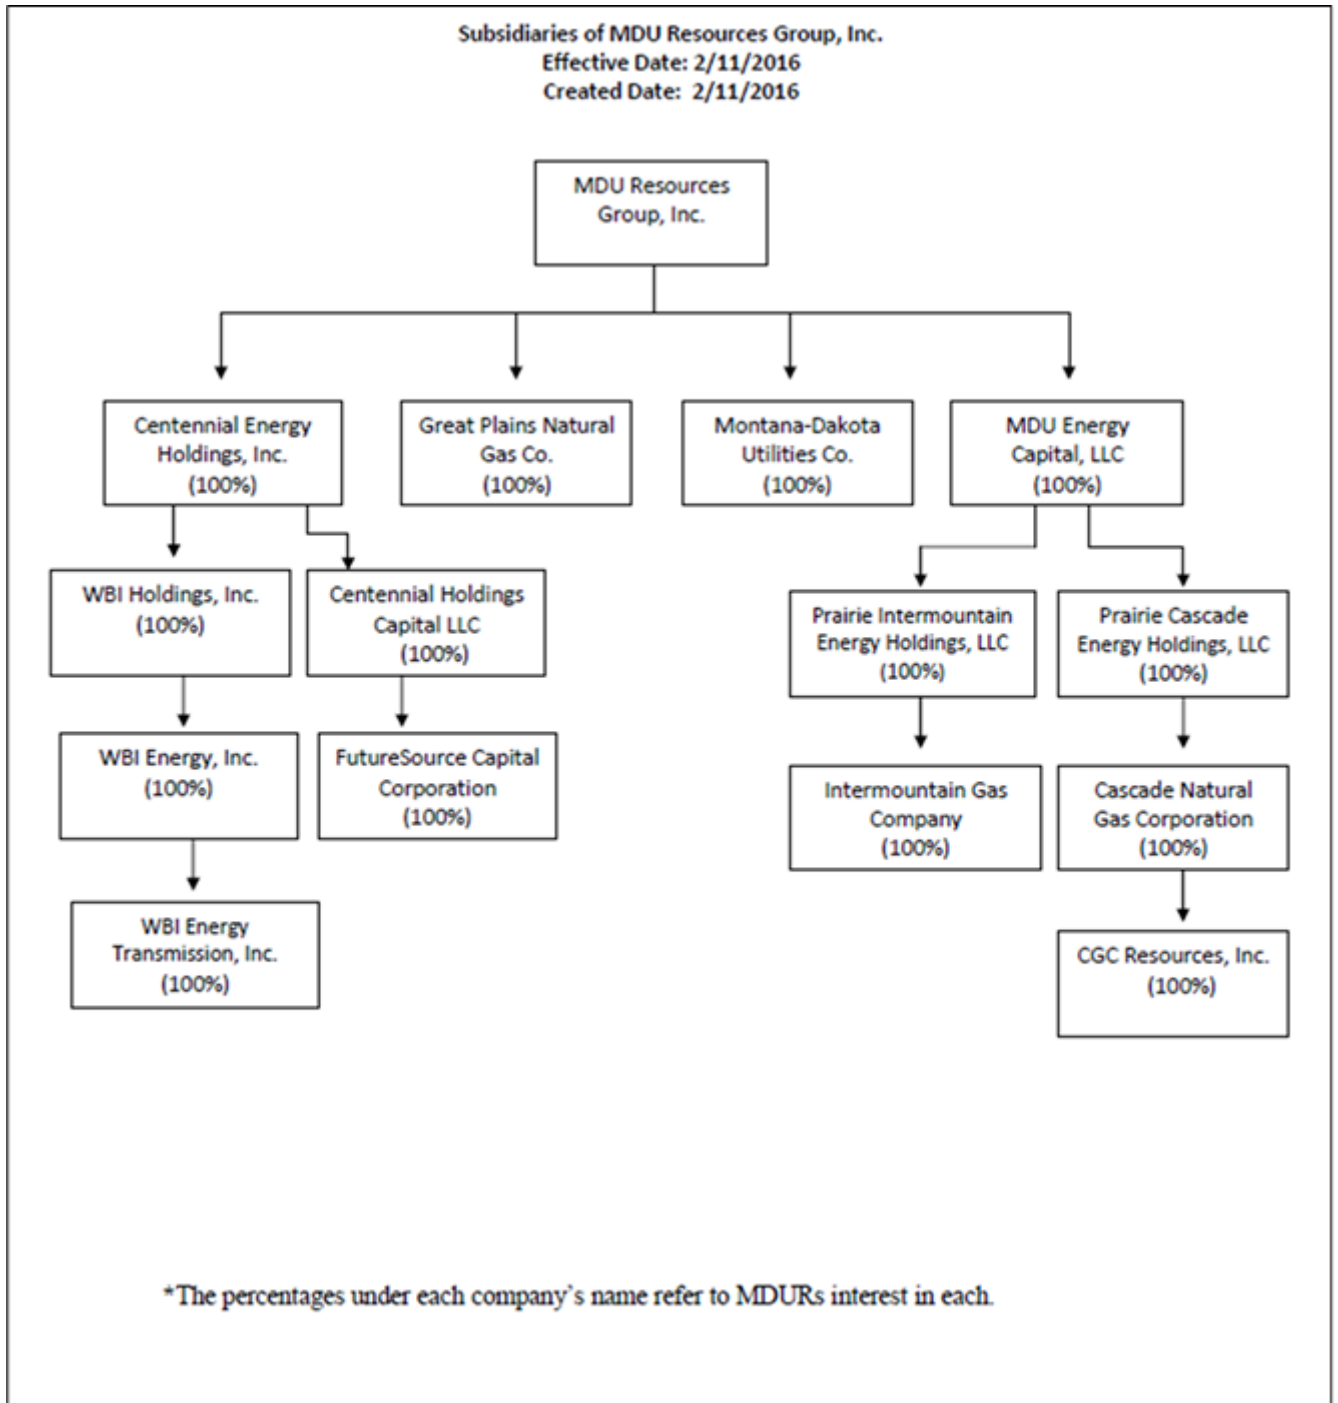 Subsidiaries of MDU Resources Group, Inc.
Effective Date: 2/11/2016
Created Date: 2/11/2016
MDU Resources
Group, Inc.
Centennial Energy
Holdings, Inc.
(100%)
Great Plains Natural
Gas Co.
(100%)
Montana-Dakota
Utilities Co.
(100%)
MDU Energy
Capital, LLC
(100%)
WBI Holdings, Inc.
(100%)
Centennial Holdings
Capital LLC
(100%)
Prairie Intermountain
Energy Holdings, LLC
(100%)
Prairie Cascade
Energy Holdings, LLC
(100%)
WBI Energy, Inc.
(100%)
FutureSource Capital
Corporation
(100%)
Intermountain Gas
Company
(100%)
Cascade Natural
Gas Corporation
(100%)
WBI Energy
Transmission, Inc.
(100%)
CGC Resources, Inc.
(100%)
*The percentages under each company’s name refer to MDURs interest in each.